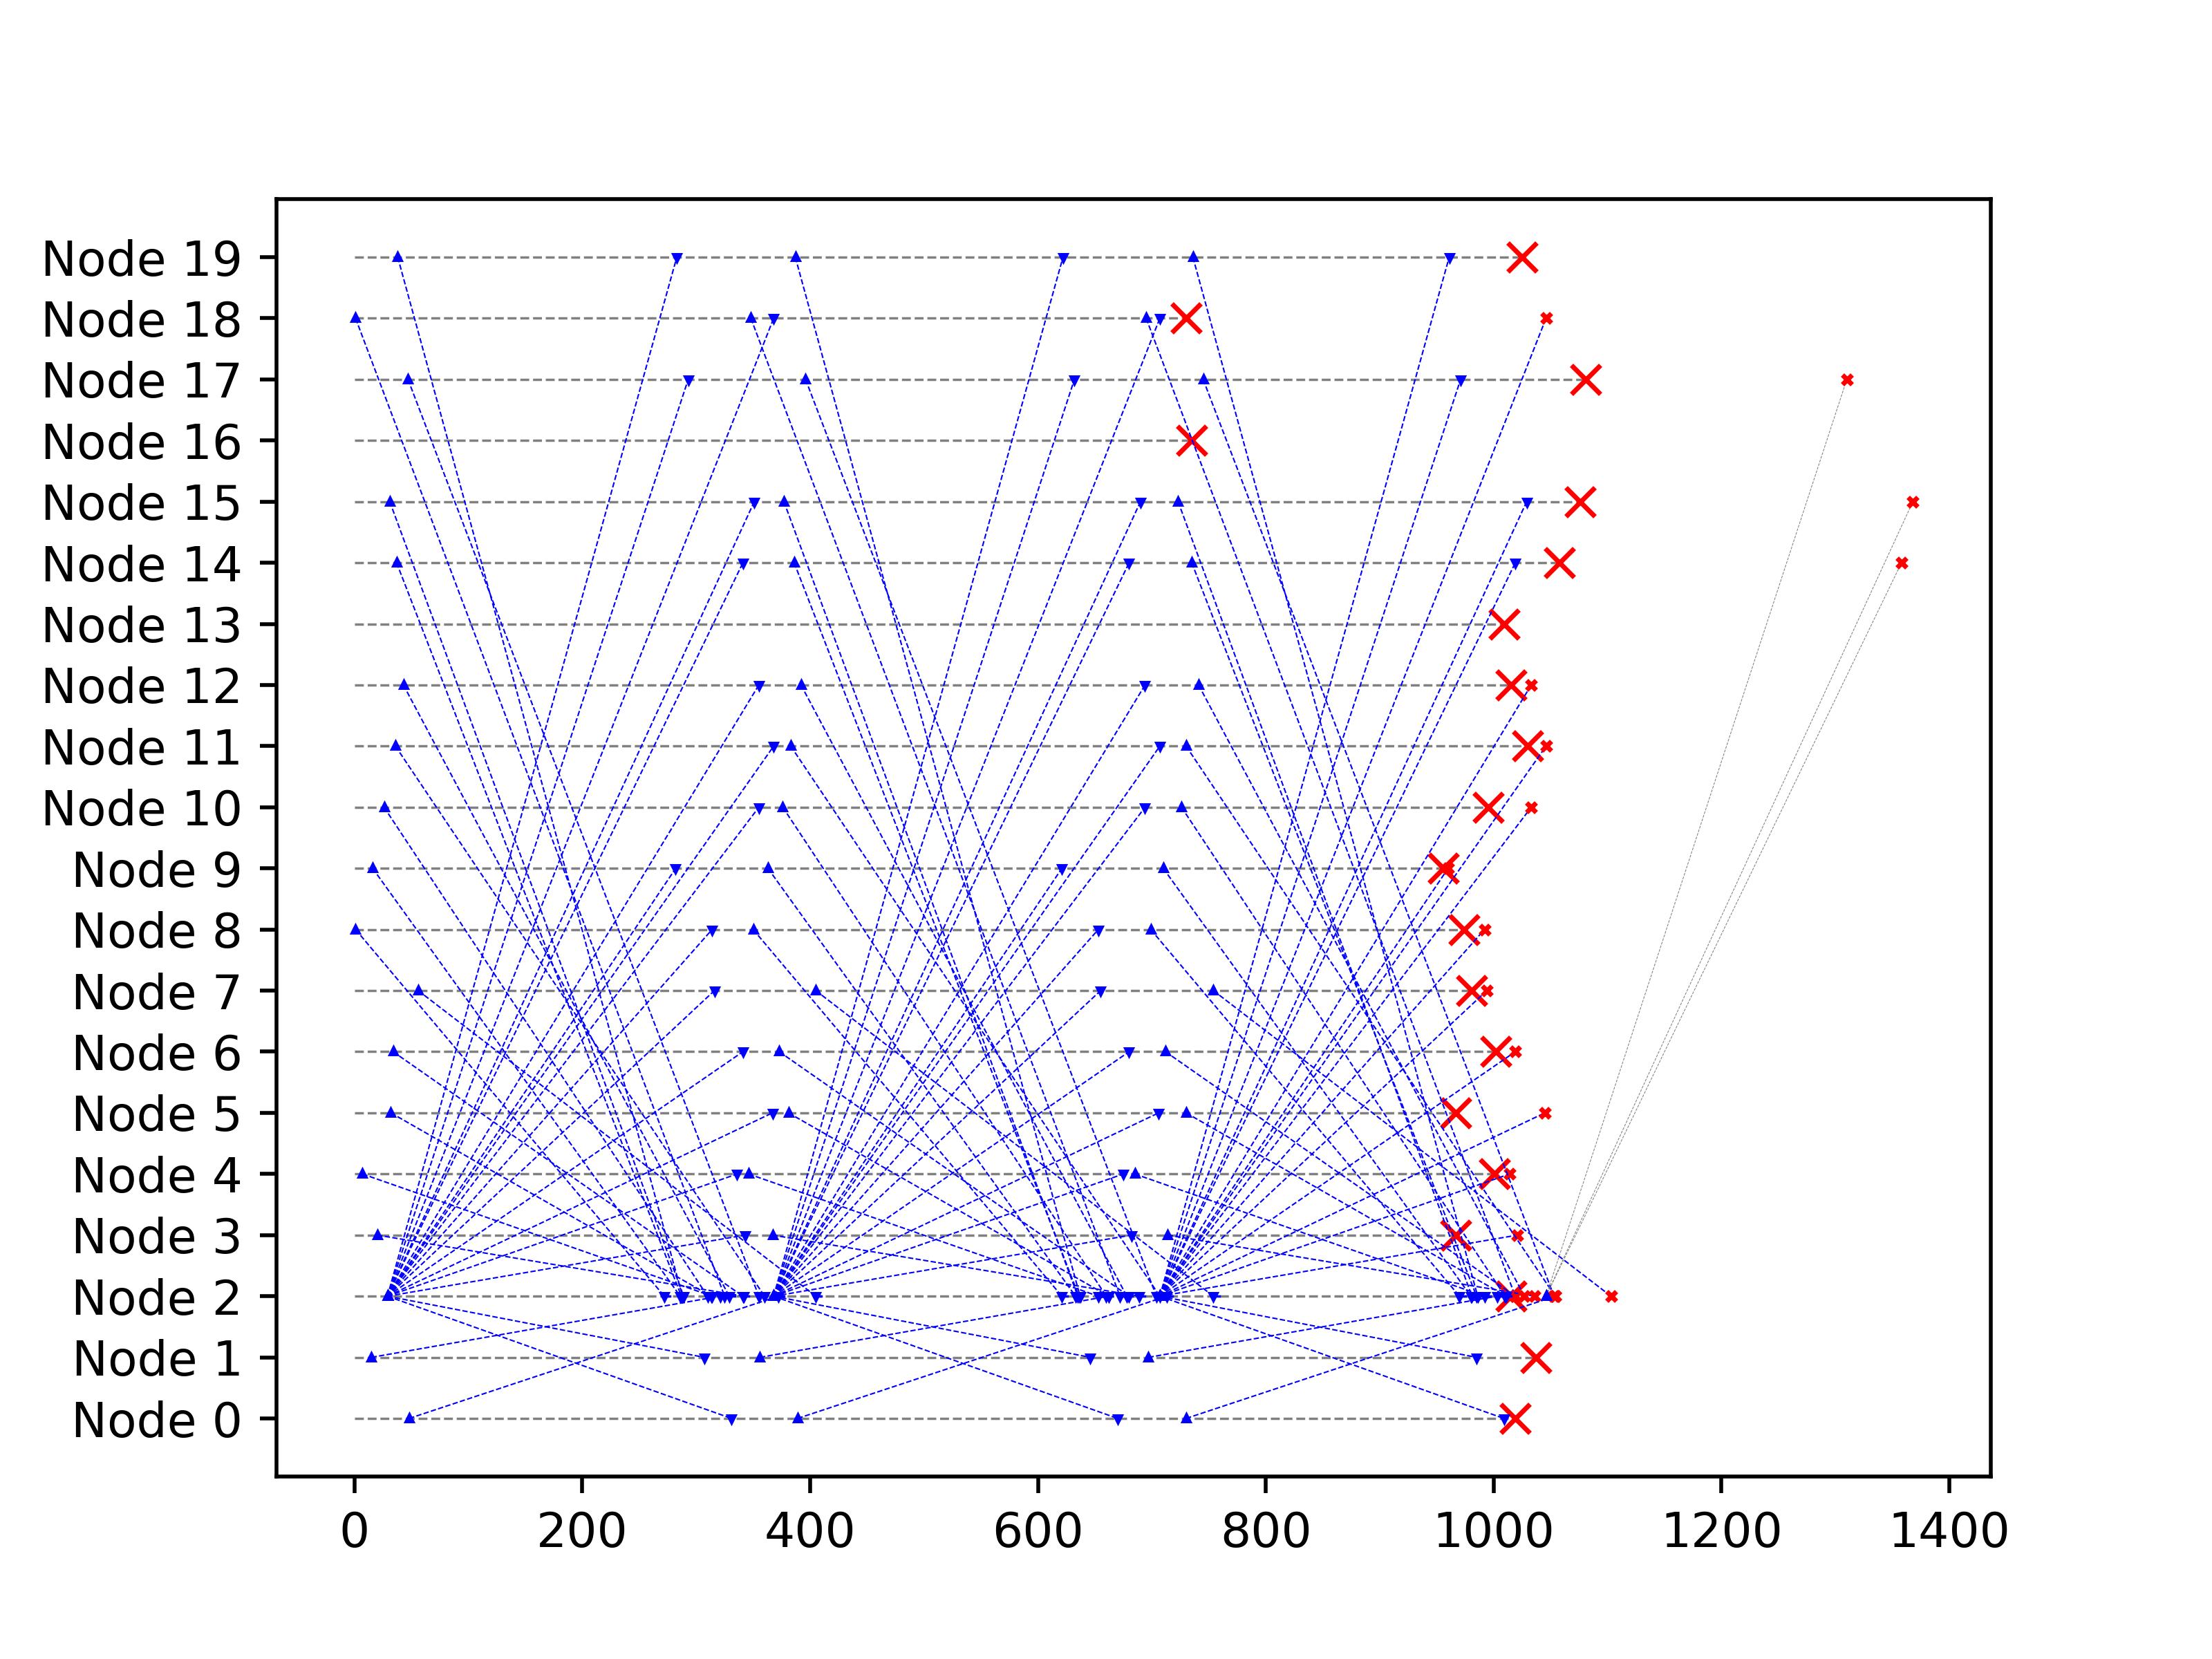 Node 19
Node 18
Node 17
Node 16
Node 15
Node 14
Node 13
Node 12
Node 11
Node 10
Node 9
Node 8
Node 7
Node 6
Node 5
Node 4
Node 3
Node 2
Node 1
Node 0
0 200 400 600 800 1000 1200 1400